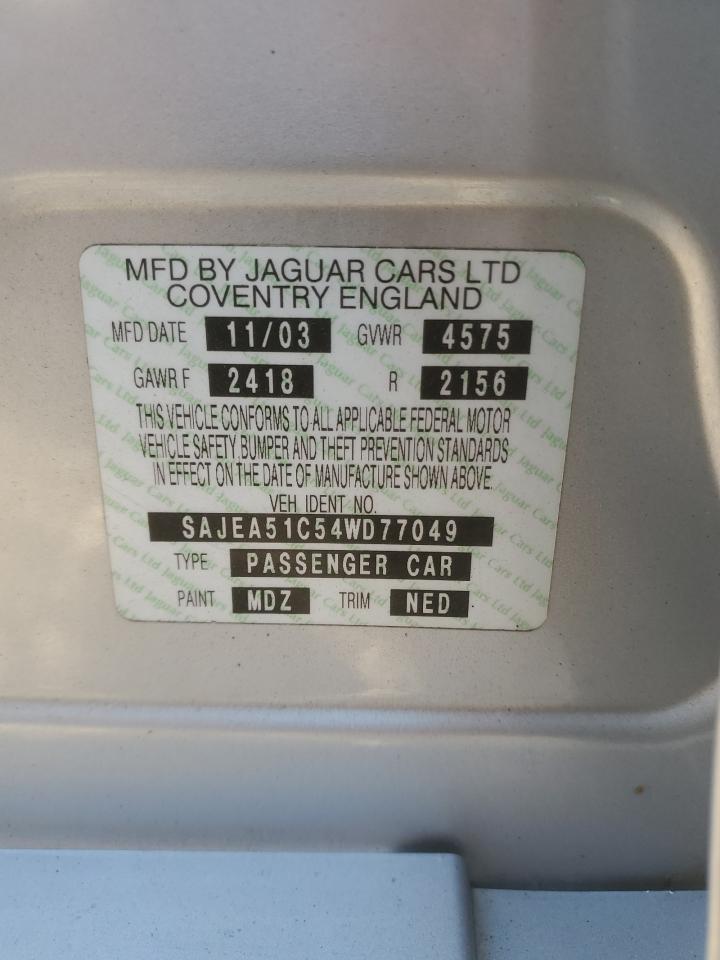 MFD BY JAGUAR CARS LTD
COVENTRY ENGLAND
MFD DATE 11/03 GVWR 4575
GAWR F 2418 R 2156
THIS VEHICLE CONFORMS TO ALL APPLICABLE FEDERAL MOTOR
VEHICLE SAFETY, BUMPER AND THEFT PREVENTION STANDARDS
IN EFFECT ON THE DATE OF MANUFACTURE SHOWN ABOVE.
VEH IDENT NO.
SAJEA51C54WD77049
TYPE PASSENGER CAR
PAINT MDZ TRIM NED